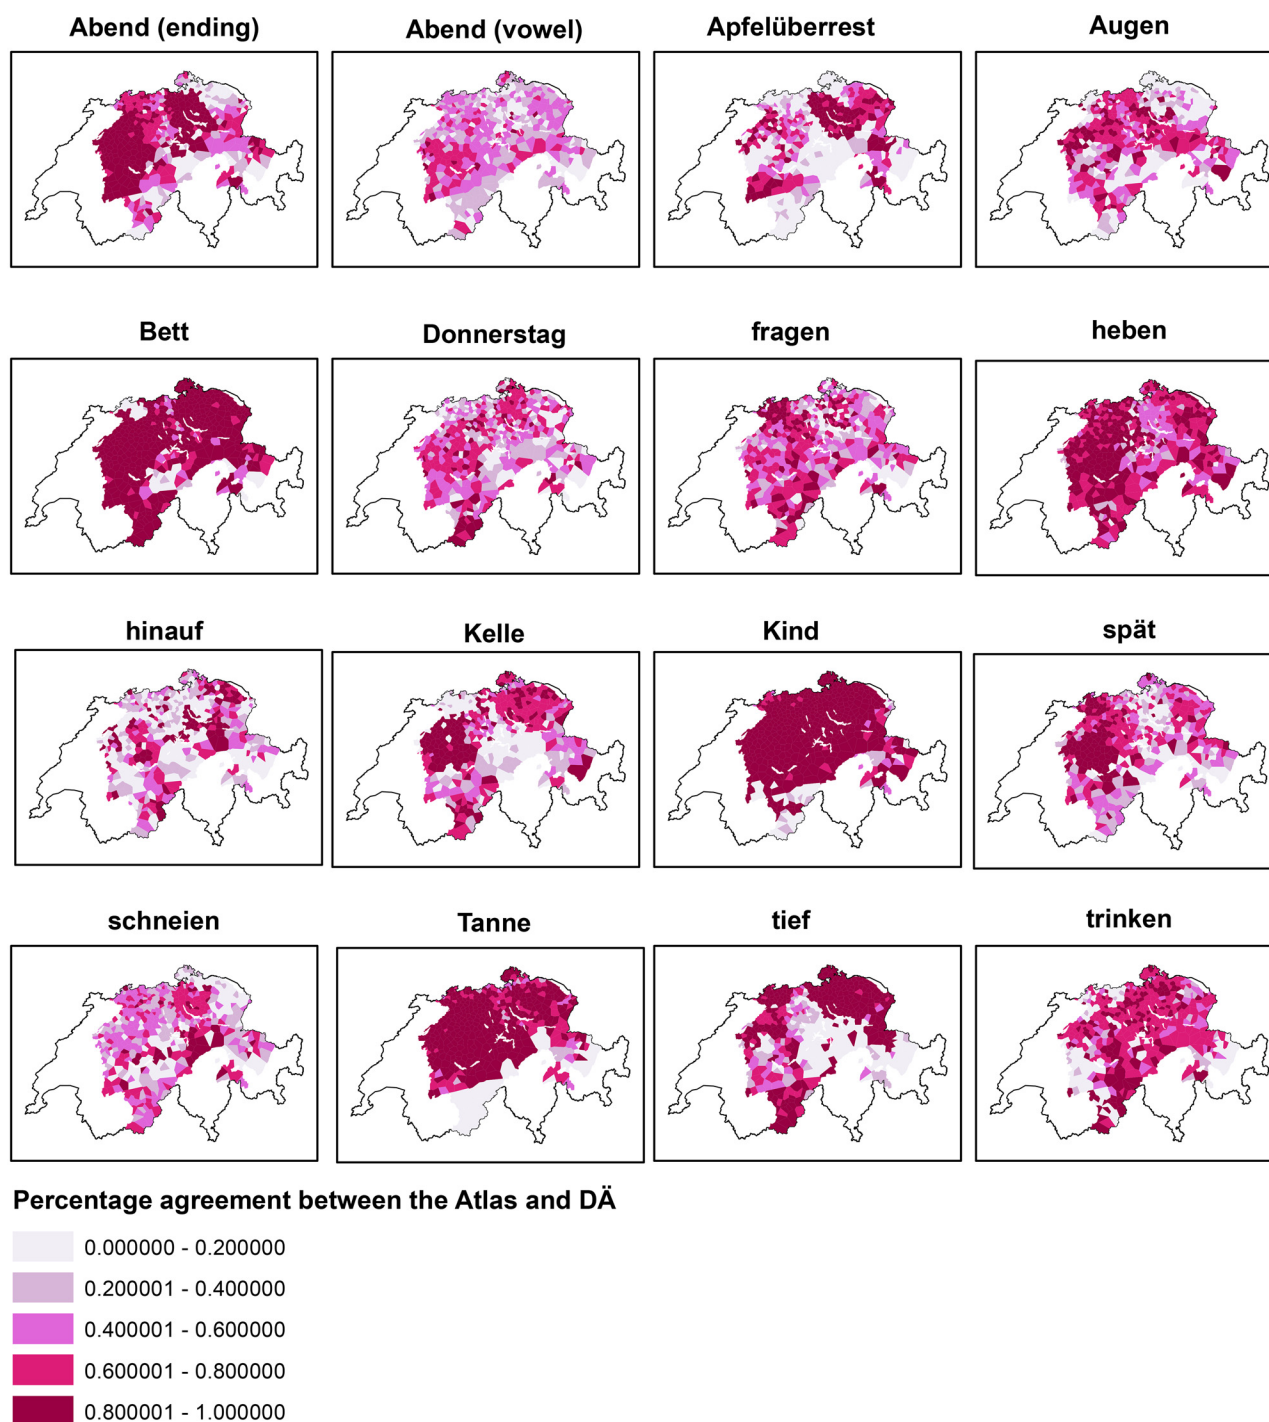 Abend (ending)
Abend (vowel)
Apfelüberrest
Augen
Bett
Donnerstag
fragen
heben
hinauf
Kelle
Kind
spät
schneien
Tanne
tief
trinken
Percentage agreement between the Atlas and DÄ
0.000000 - 0.200000
0.200001 - 0.400000
0.400001 - 0.600000
0.600001 - 0.800000
0.800001 - 1.000000